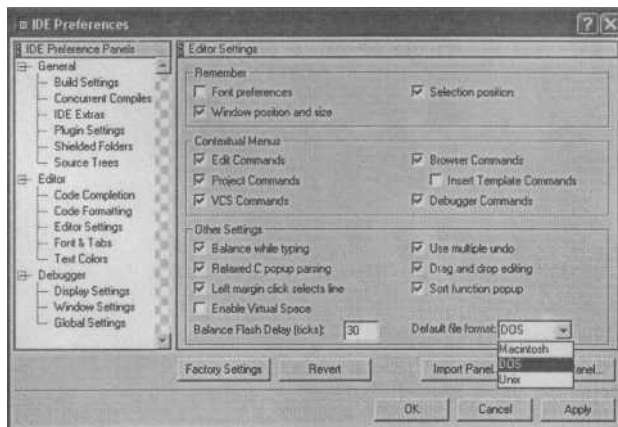 IDE Preferences
IDE Preference Panels
General
Build Settings
Concurrent Compiles
IDE Extras
Plugin Settings
Shielded Folders
Source Trees
Editor
Code Completion
Code Formatting
Editor Settings
Font & Tabs
Text Colors
Debugger
Display Settings
Window Settings
Global Settings
Editor Settings
Remember
Font preferences
Selection position
Window position and size
Contextual Menus
Edit Commands
Browser Commands
Project Commands
Insert Template Commands
VCS Commands
Debugger Commands
Other Settings
Balance while typing
Use multiple undo
Relaxed C popup parsing
Drag and drop editing
Left margin click selects line
Sort function popup
Enable Virtual Space
Balance Flash Delay (ticks): 30
Default file format: DOS
Macintosh
DOS
Unix
Factory Settings
Revert
Import Panel...
anel...
OK
Cancel
Apply